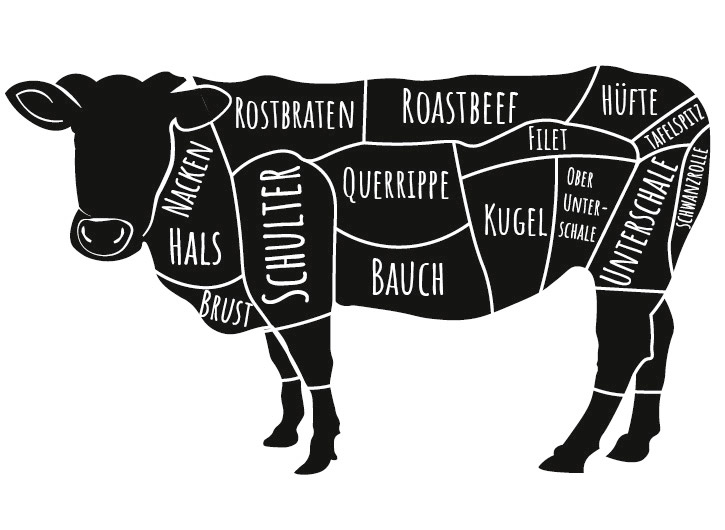 ROSTBRATEN
ROASTBEEF
HÜFTE
TAFELSPITZ
FILET
NACKEN
SCHULTER
QUERRIPPE
OBER
UNTER-
SCHALE
UNTERSCHALE
SCHWANZROLLE
KUGEL
HALS
BAUCH
BRUST